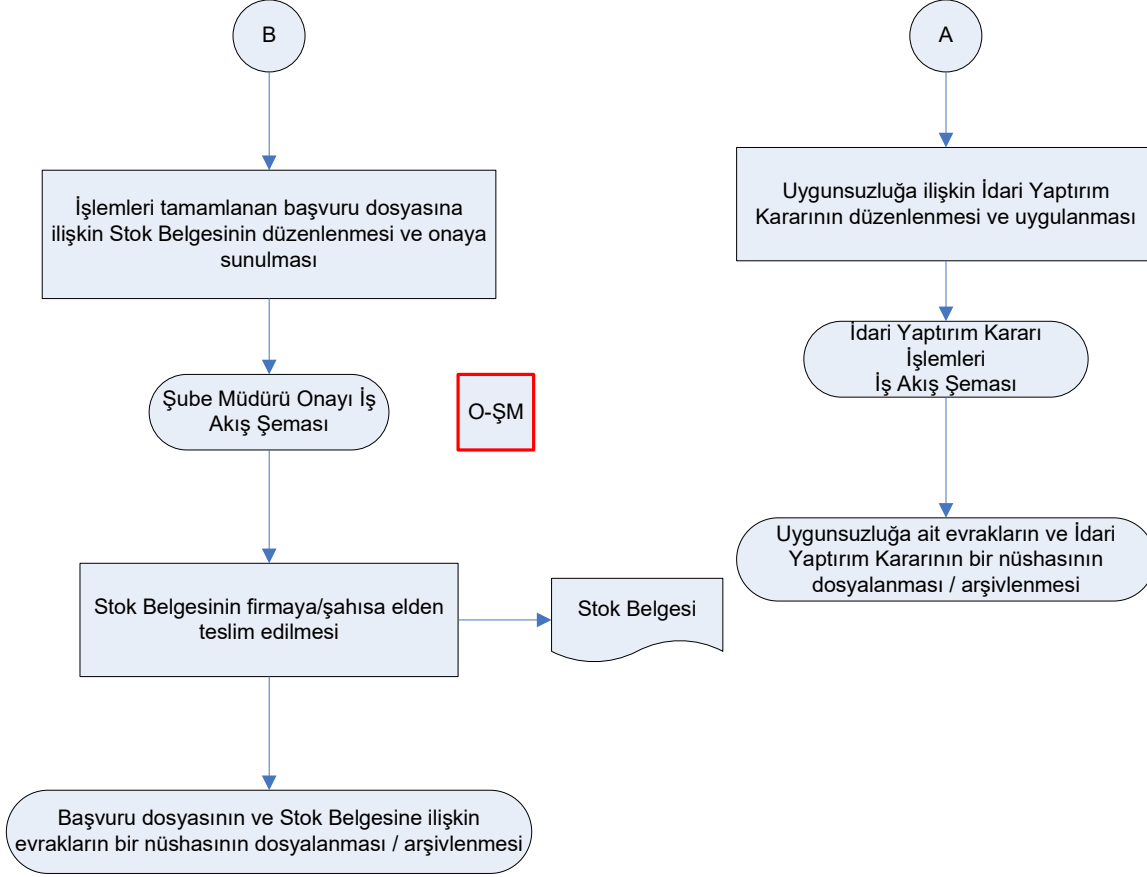 B
İşlemleri tamamlanan başvuru dosyasına
ilişkin Stok Belgesinin düzenlenmesi ve onaya
sunulması
Şube Müdürü Onayı İş
Akış Şeması
O-ŞM
Stok Belgesinin firmaya/şahısa elden
teslim edilmesi
Stok Belgesi
Başvuru dosyasının ve Stok Belgesine ilişkin
evrakların bir nüshasının dosyalanması / arşivlenmesi
A
Uygunsuzluğa ilişkin İdari Yaptırım
Kararının düzenlenmesi ve uygulanması
İdari Yaptırım Kararı
İşlemleri
İş Akış Şeması
Uygunsuzluğa ait evrakların ve İdari
Yaptırım Kararının bir nüshasının
dosyalanması / arşivlenmesi